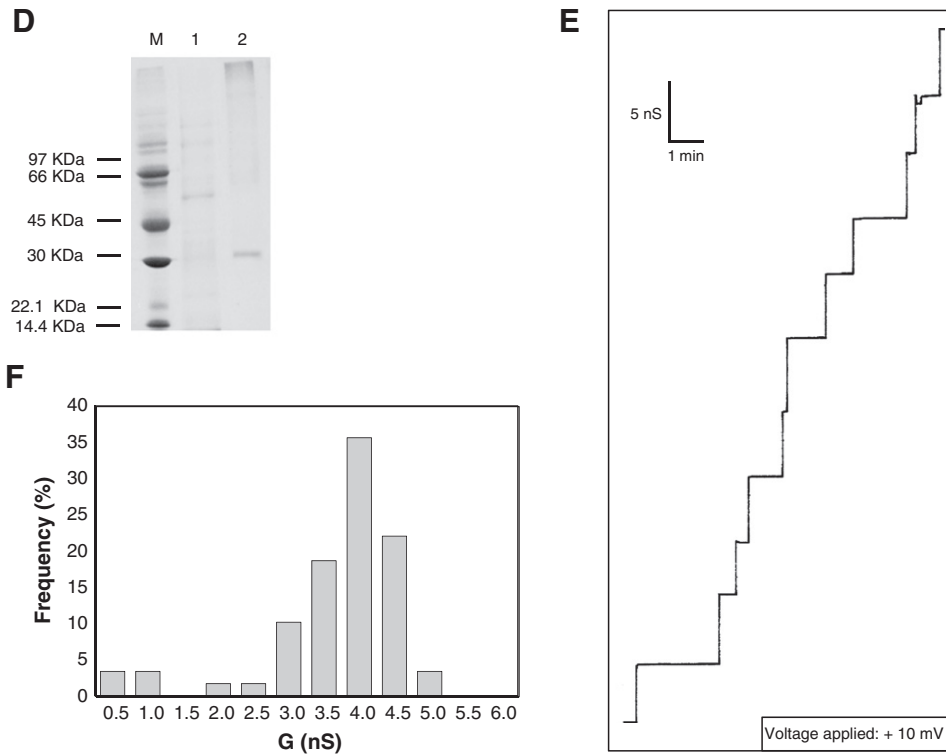 D
M 1 2
97 KDa
66 KDa
45 KDa
30 KDa
22.1 KDa
14.4 KDa
E
5 nS
1 min
Voltage applied: + 10 mV
F
Frequency (%)
40
35
30
25
20
15
10
5
0
0.5 1.0 1.5 2.0 2.5 3.0 3.5 4.0 4.5 5.0 5.5 6.0
G (nS)